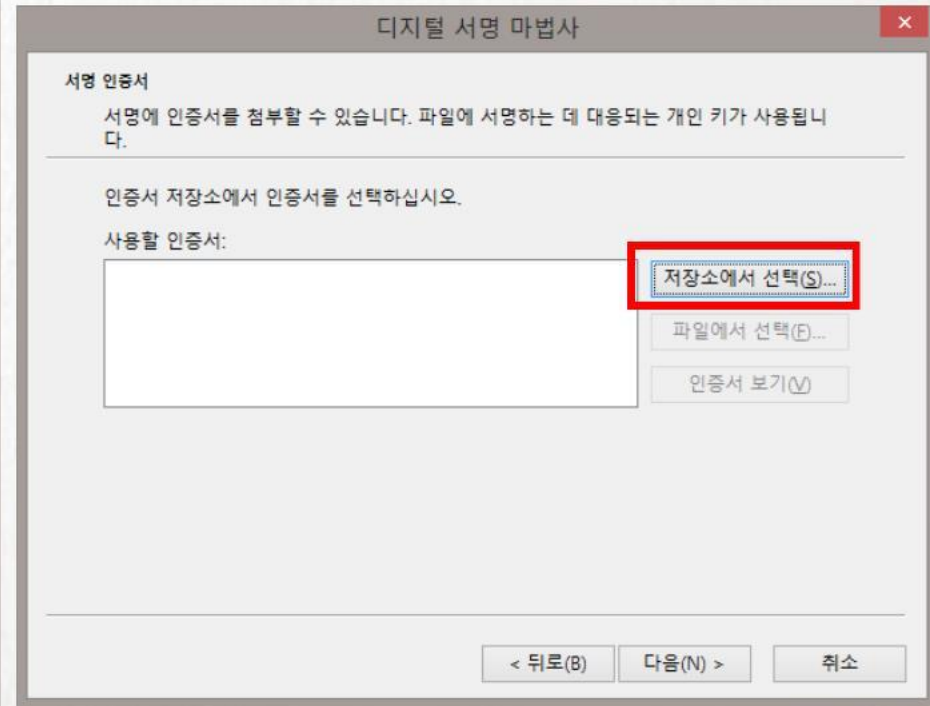 디지털 서명 마법사
서명 인증서
서명에 인증서를 첨부할 수 있습니다. 파일에 서명하는 데 대응되는 개인 키가 사용됩니
다.
인증서 저장소에서 인증서를 선택하십시오.
사용할 인증서:
저장소에서 선택(S)...
파일에서 선택(F)...
인증서 보기(V)
< 뒤로(B)
다음(N) >
취소